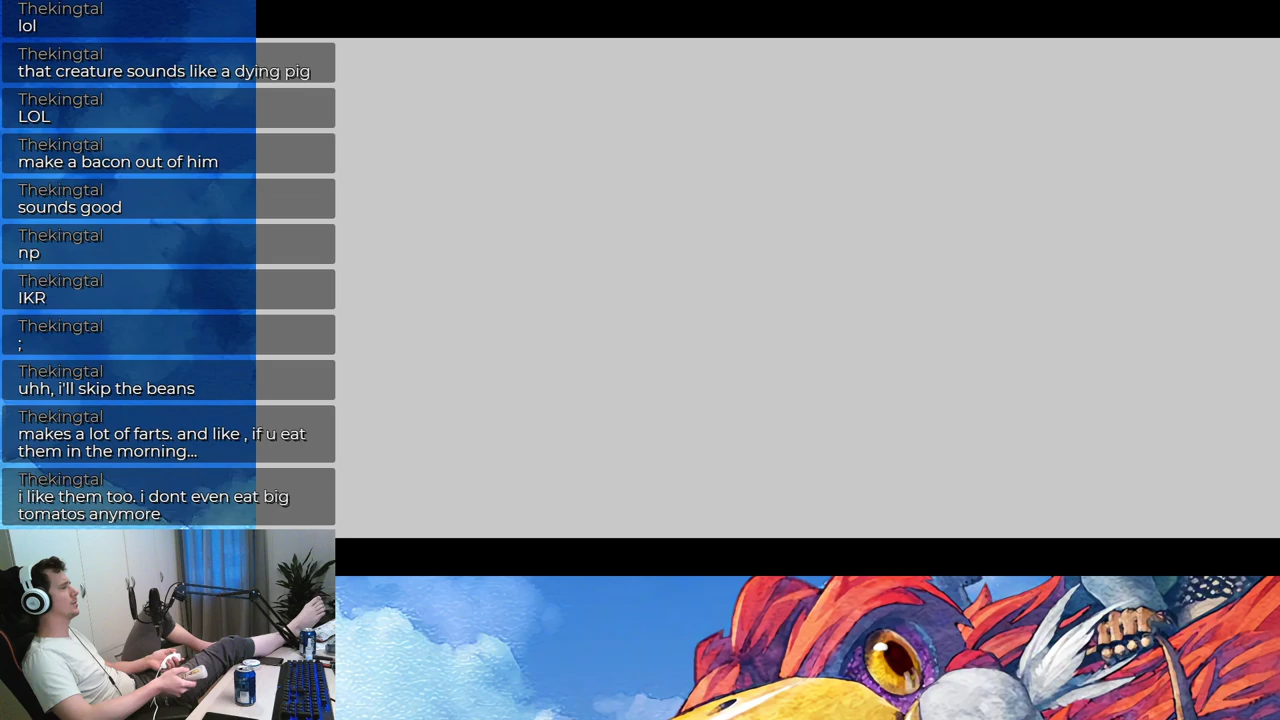 Thekingtal
lol
Thekingtal
that creature sounds like a dying pig
Thekingtal
LOL
Thekingtal
make a bacon out of him
Thekingtal
sounds good
Thekingtal
np
Thekingtal
IKR
Thekingtal
;
Thekingtal
uhh, i'll skip the beans
Thekingtal
makes a lot of farts. and like , if u eat
them in the morning...
Thekingtal
i like them too. i dont even eat big
tomatos anymore